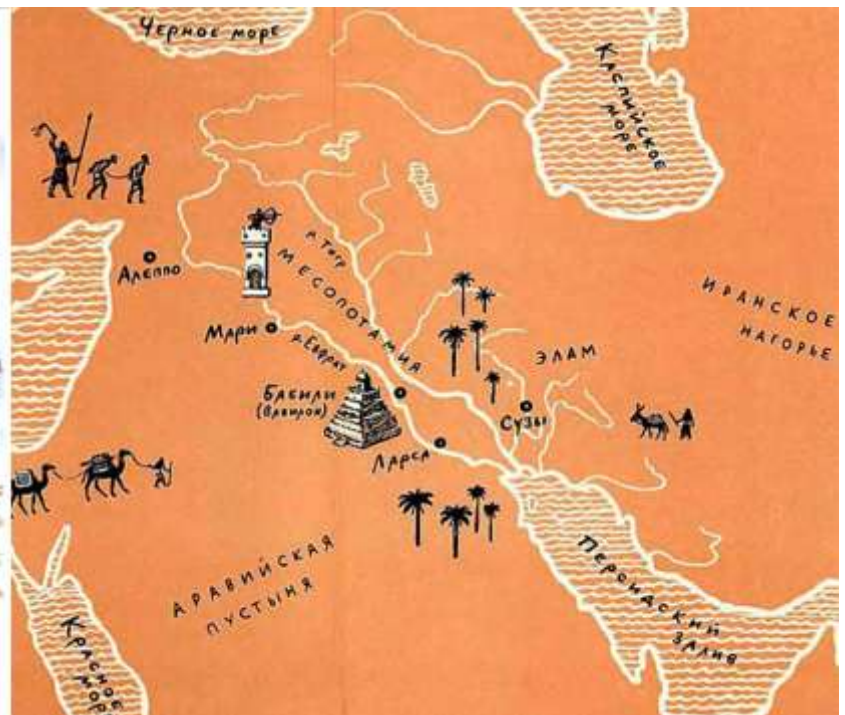 Черное море
Каспийское
море
Алеппо
р. Тигр
МЕСОПОТАМИЯ
ИРАНСКОЕ
НАГОРЬЕ
Мари
р. Евфрат
ЭЛАМ
Бабили
(Вавилон)
Сузы
Ларса
АРАВИЙСКАЯ
ПУСТЫНЯ
Персидский
залив
Красное
море